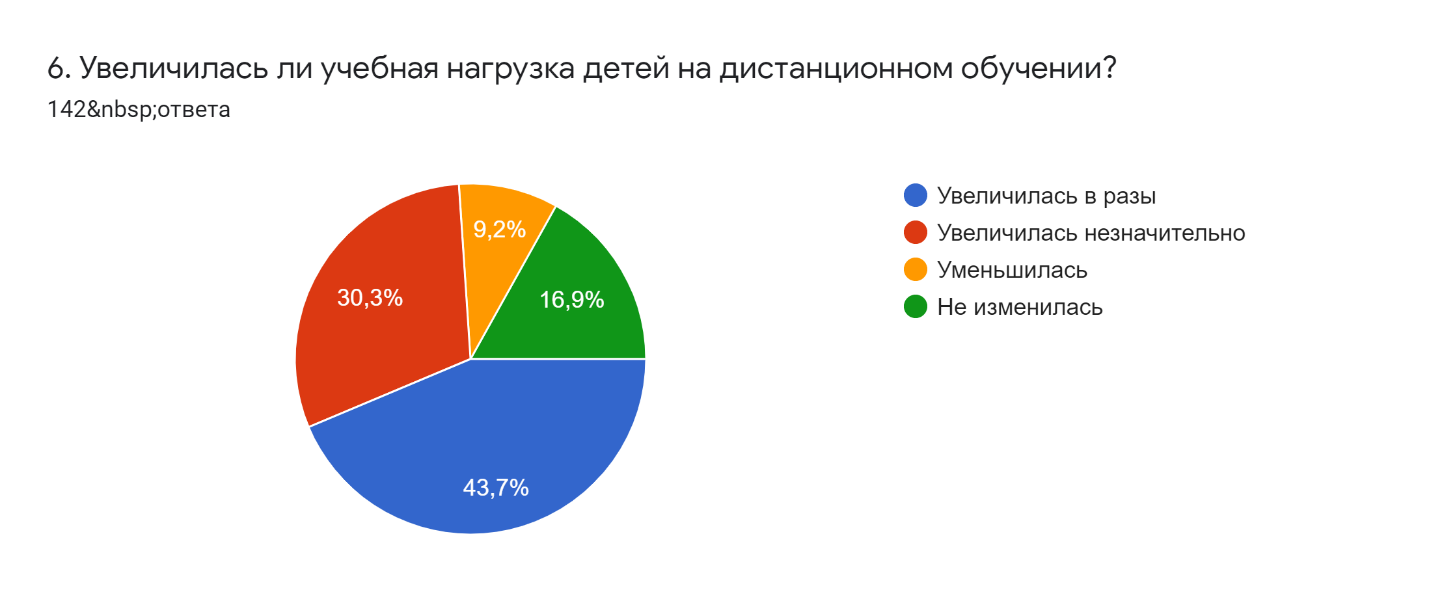 6. Увеличилась ли учебная нагрузка детей на дистанционном обучении?
142&nbsp;ответа
Увеличилась в разы
Увеличилась незначительно
Уменьшилась
Не изменилась
9,2%
30,3%
16,9%
43,7%